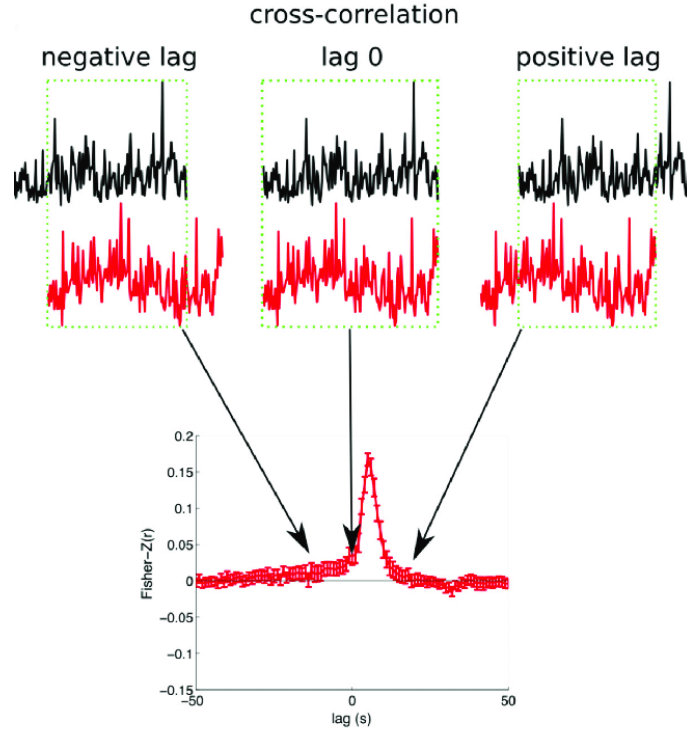 cross-correlation
negative lag
lag 0
positive lag
0.2
0.15
0.1
0.05
0
−0.05
−0.1
−0.15
Fisher−Z(r)
−50
0
50
lag (s)